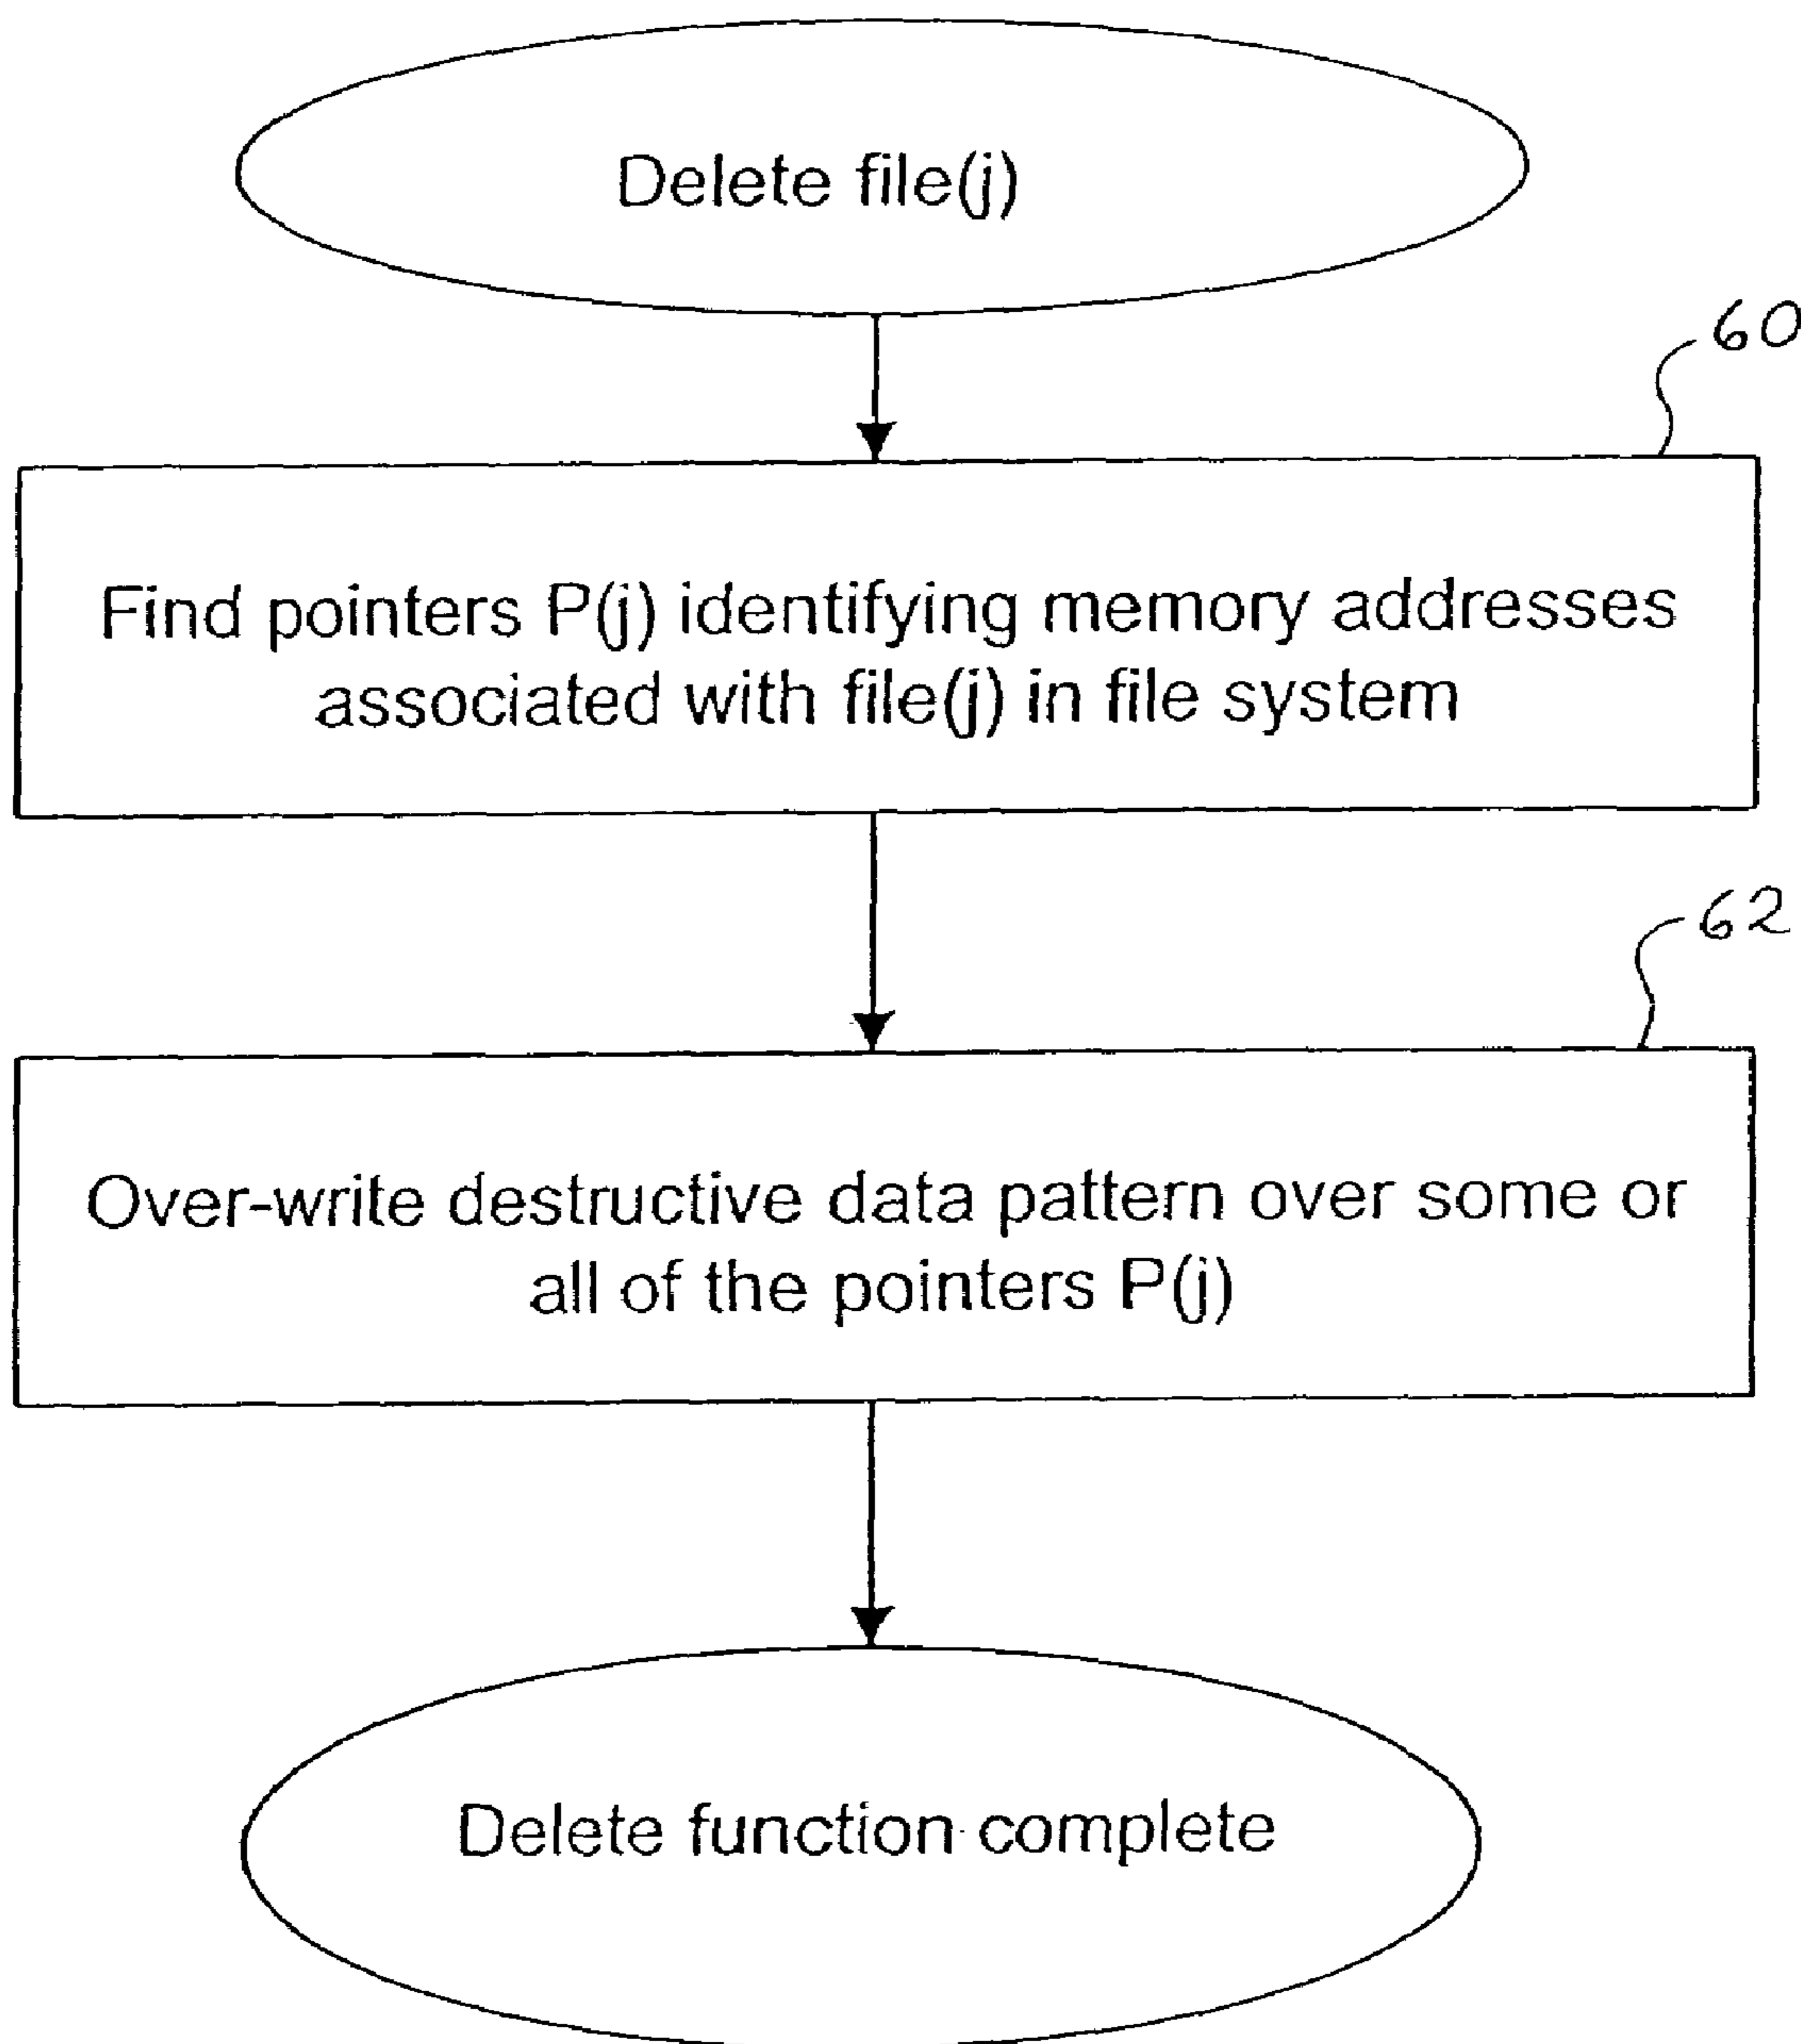 Delete file(j)
60
Find pointers P(j) identifying memory addresses
associated with file(j) in file system
62
Over-write destructive data pattern over some or
all of the pointers P(j)
Delete function complete